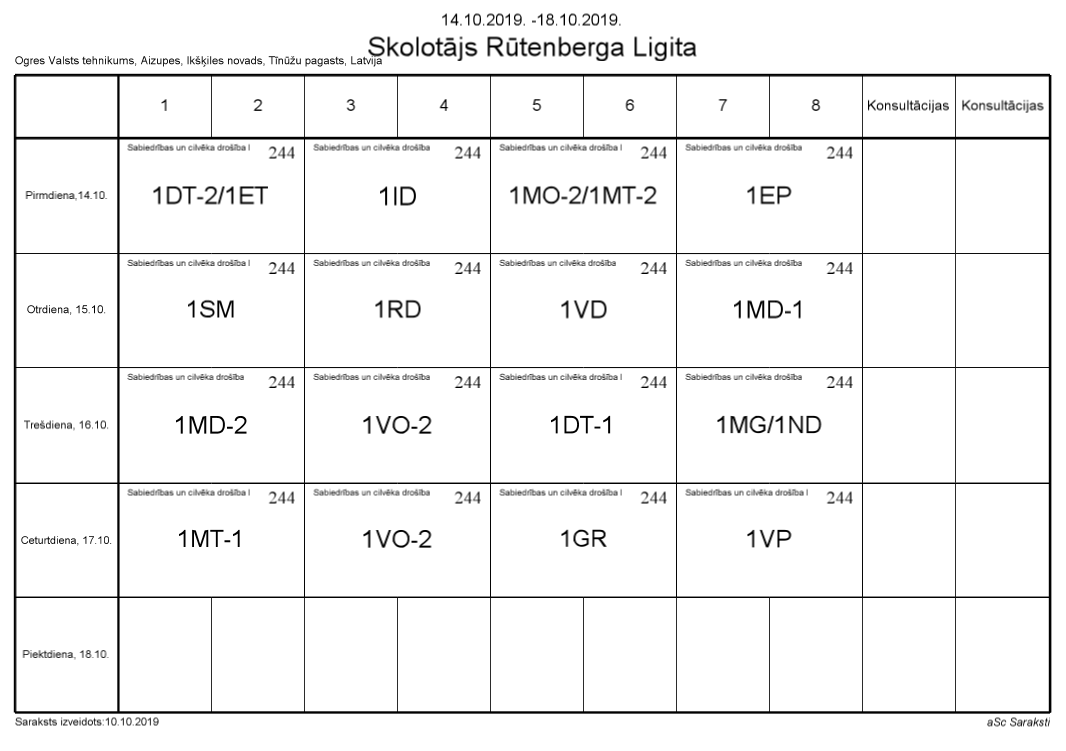 14.10.2019. -18.10.2019.
Skolotājs Rūtenberga Ligita
Ogres Valsts tehnikums, Aizupes, Ikšķiles novads, Tīnūžu pagasts, Latvija
1 2 3 4 5 6 7 8 Konsultācijas Konsultācijas
Sabiedrības un cilvēka drošība I 244 Sabiedrības un cilvēka drošība 244 Sabiedrības un cilvēka drošība I 244 Sabiedrības un cilvēka drošība 244
Pirmdiena,14.10. 1DT-2/1ET 1ID 1MO-2/1MT-2 1EP
Sabiedrības un cilvēka drošība I 244 Sabiedrības un cilvēka drošība 244 Sabiedrības un cilvēka drošība 244 Sabiedrības un cilvēka drošība 244
Otrdiena, 15.10. 1SM 1RD 1VD 1MD-1
Sabiedrības un cilvēka drošība 244 Sabiedrības un cilvēka drošība 244 Sabiedrības un cilvēka drošība I 244 Sabiedrības un cilvēka drošība 244
Trešdiena, 16.10. 1MD-2 1VO-2 1DT-1 1MG/1ND
Sabiedrības un cilvēka drošība I 244 Sabiedrības un cilvēka drošība 244 Sabiedrības un cilvēka drošība I 244 Sabiedrības un cilvēka drošība I 244
Ceturtdiena, 17.10. 1MT-1 1VO-2 1GR 1VP
Piektdiena, 18.10.
Saraksts izveidots:10.10.2019 aSc Saraksti